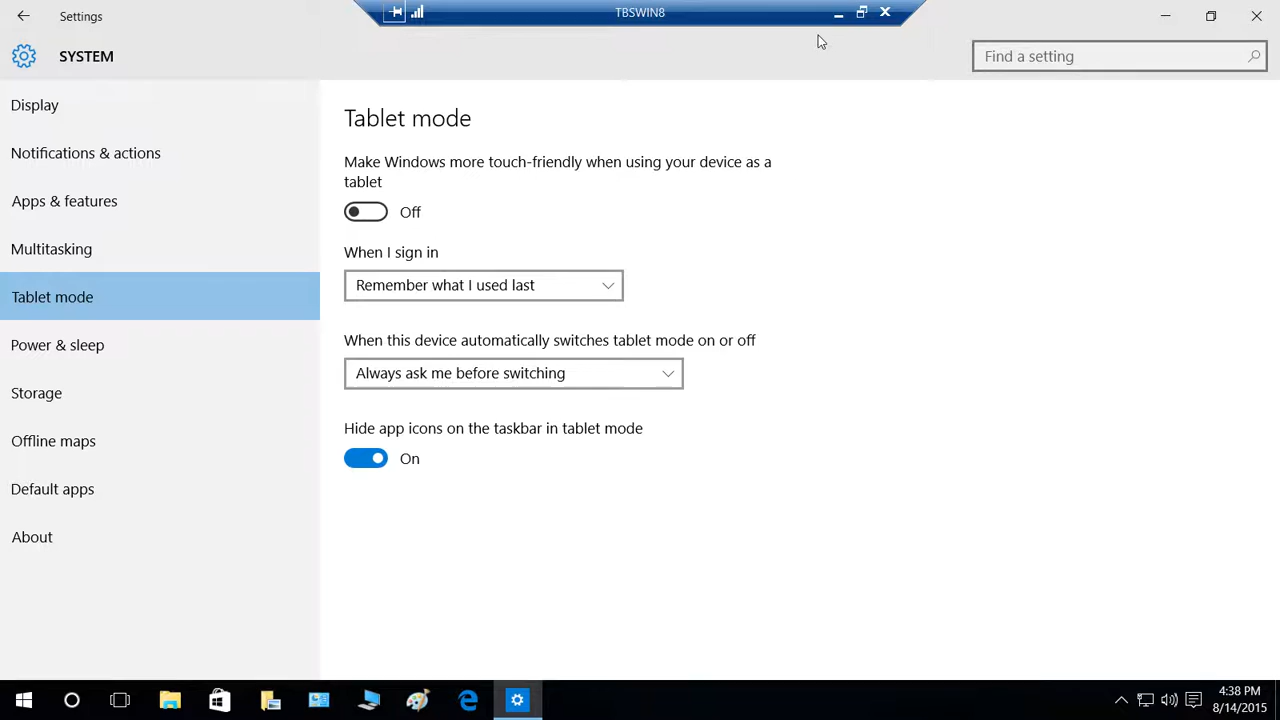 Settings
TBSWIN8
SYSTEM
Find a setting
Display
Notifications & actions
Apps & features
Multitasking
Tablet mode
Power & sleep
Storage
Offline maps
Default apps
About
Tablet mode
Make Windows more touch-friendly when using your device as a
tablet
Off
When I sign in
Remember what I used last
When this device automatically switches tablet mode on or off
Always ask me before switching
Hide app icons on the taskbar in tablet mode
On
4:38 PM
8/14/2015